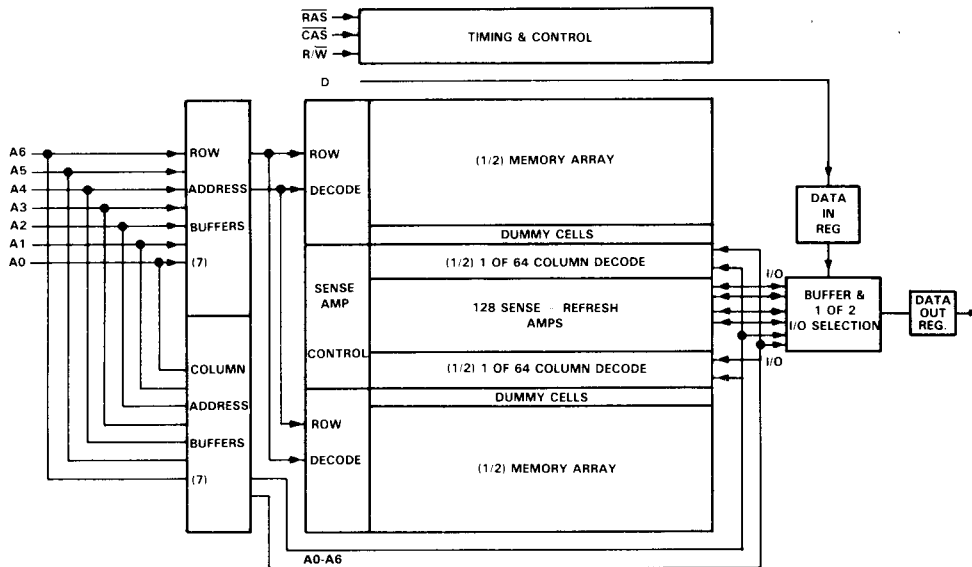 RAS
CAS
R/W
TIMING & CONTROL
D
A6
A5
A4
A3
A2
A1
A0
ROW
ADDRESS
BUFFERS
(7)
COLUMN
ADDRESS
BUFFERS
(7)
ROW
DECODE
SENSE
AMP
CONTROL
ROW
DECODE
(1/2) MEMORY ARRAY
DUMMY CELLS
(1/2) 1 OF 64 COLUMN DECODE
128 SENSE - REFRESH
AMPS
(1/2) 1 OF 64 COLUMN DECODE
DUMMY CELLS
(1/2) MEMORY ARRAY
DATA
IN
REG
I/O
BUFFER &
1 OF 2
I/O SELECTION
I/O
DATA
OUT
REG.
A0-A6